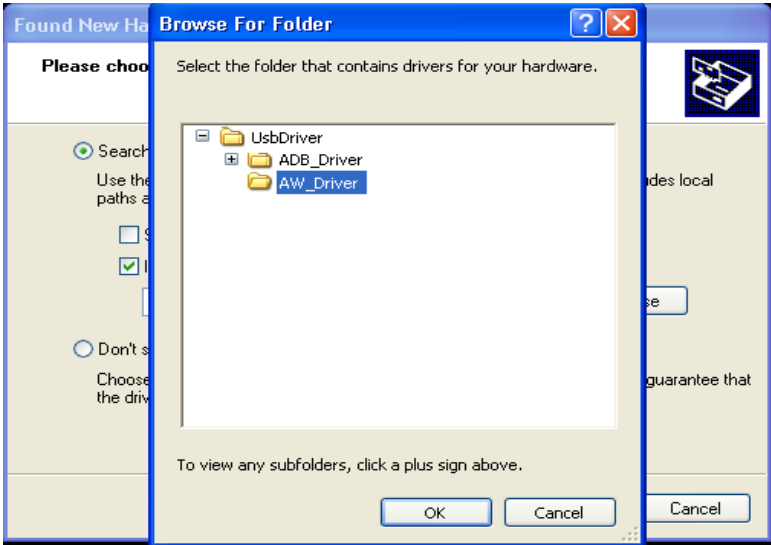 Found New Ha
Browse For Folder
Please choo
Select the folder that contains drivers for your hardware.
UsbDriver
ADB_Driver
AW_Driver
Search
Use the
des local
paths a
S
I
se
Don't s
Choose
guarantee that
the driv
To view any subfolders, click a plus sign above.
OK
Cancel
Cancel